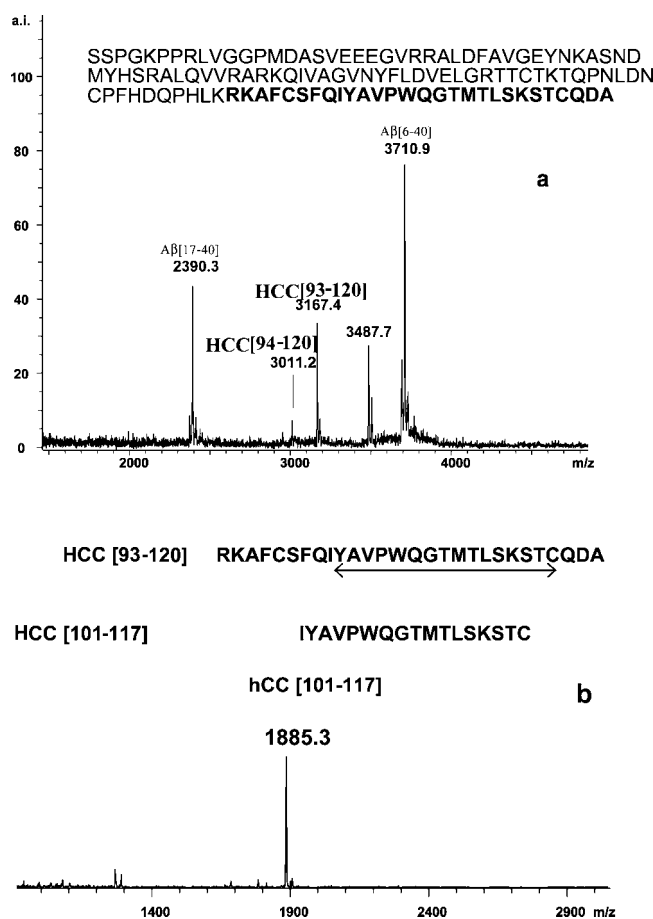 a.i.
SSPGKPPRLVGGPMDASVEEEGVRRALDFAVGEYNKASND
MYHSRALQVVRARKQIVAGVNYFLDVELGRTTCTKTQPNLDN
CPFHDQPHLKRKAFCSFQIYAVPWQGTMTLSKSTCQDA
100
80
60
40
20
0
Aβ[6-40]
3710.9
a
Aβ[17-40]
2390.3
HCC[93-120]
3167.4
3487.7
HCC[94-120]
3011.2
2000 3000 4000 m/z
HCC [93-120] RKAFCSFQIYAVPWQGTMTLSKSTCQDA
HCC [101-117] IYAVPWQGTMTLSKSTC
hCC [101-117]
b
1885.3
1400 1900 2400 2900 m/z